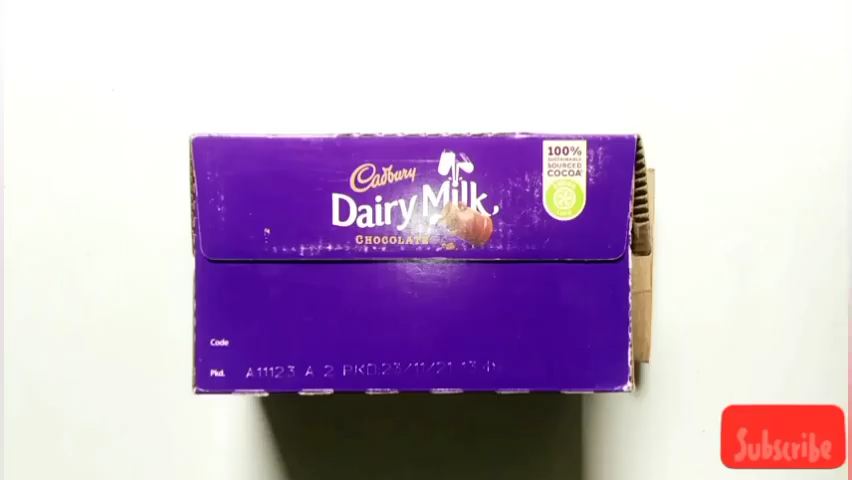 100%
SUSTAINABLY
SOURCED
COCOA
Cadbury
Dairy Milk
CHOCOLATE
Code
Pkd.
A11123 A 2 PKD:23/11/21
Subscribe